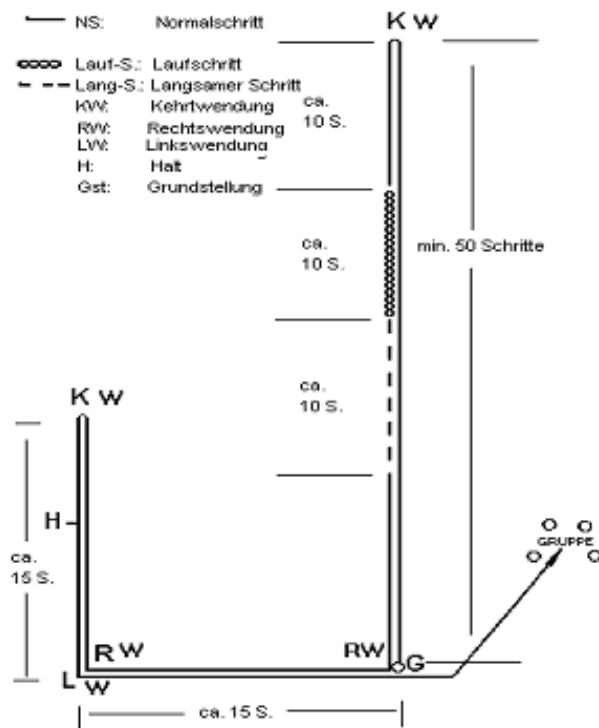 NS: Normalschritt
Lauf-S.: Laufschritt
Lang-S.: Langsamer Schritt
KW: Kehrtwendung
RW: Rechtswendung
LW: Linkswendung
H: Halt
Gst: Grundstellung
K W
ca.
10 S.
ca.
10 S.
min. 50 Schritte
ca.
10 S.
K W
H
ca.
15 S.
GRUPPE
R W
RW
G
L W
ca. 15 S.